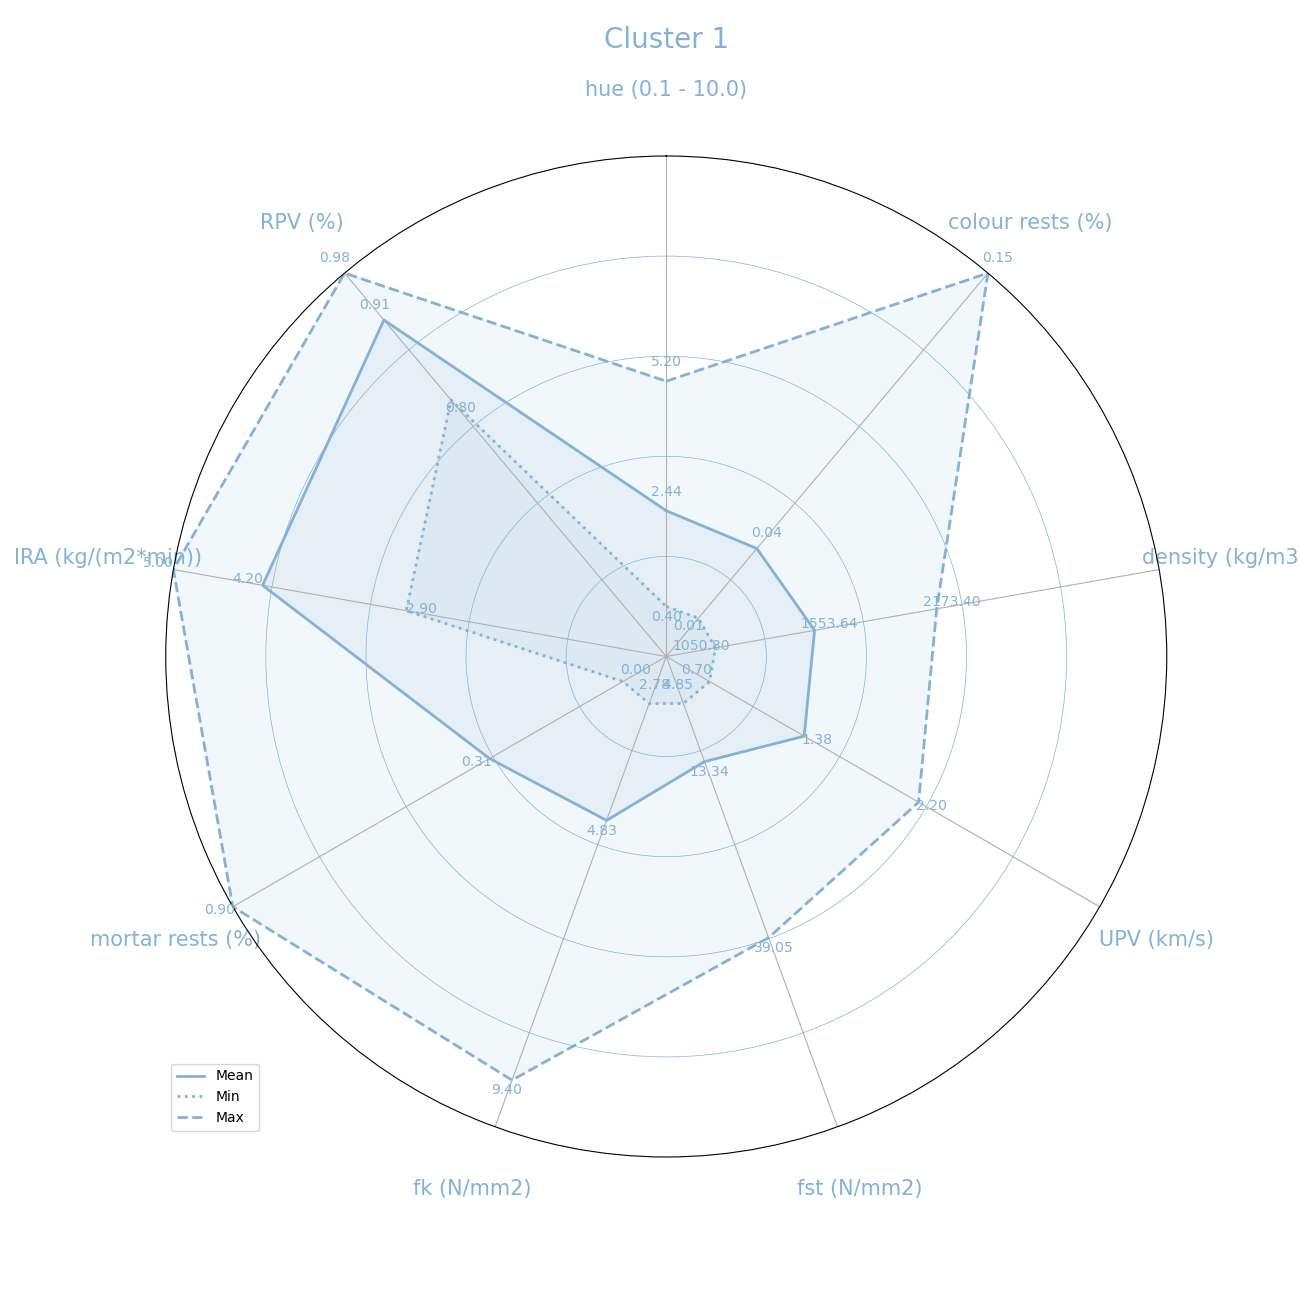 Cluster 1
hue (0.1 - 10.0)
RPV (%)
colour rests (%)
0.98
0.15
0.91
5.20
0.80
2.44
0.04
IRA (kg/(m2*min))
5.00
density (kg/m3
4.20
2.90
2173.40
0.40
0.01
1553.64
1050.80
0.00
0.70
2.78
4.85
1.38
0.31
13.34
2.20
4.83
0.90
mortar rests (%)
39.05
UPV (km/s)
Mean
Min
Max
9.40
fk (N/mm2)
fst (N/mm2)